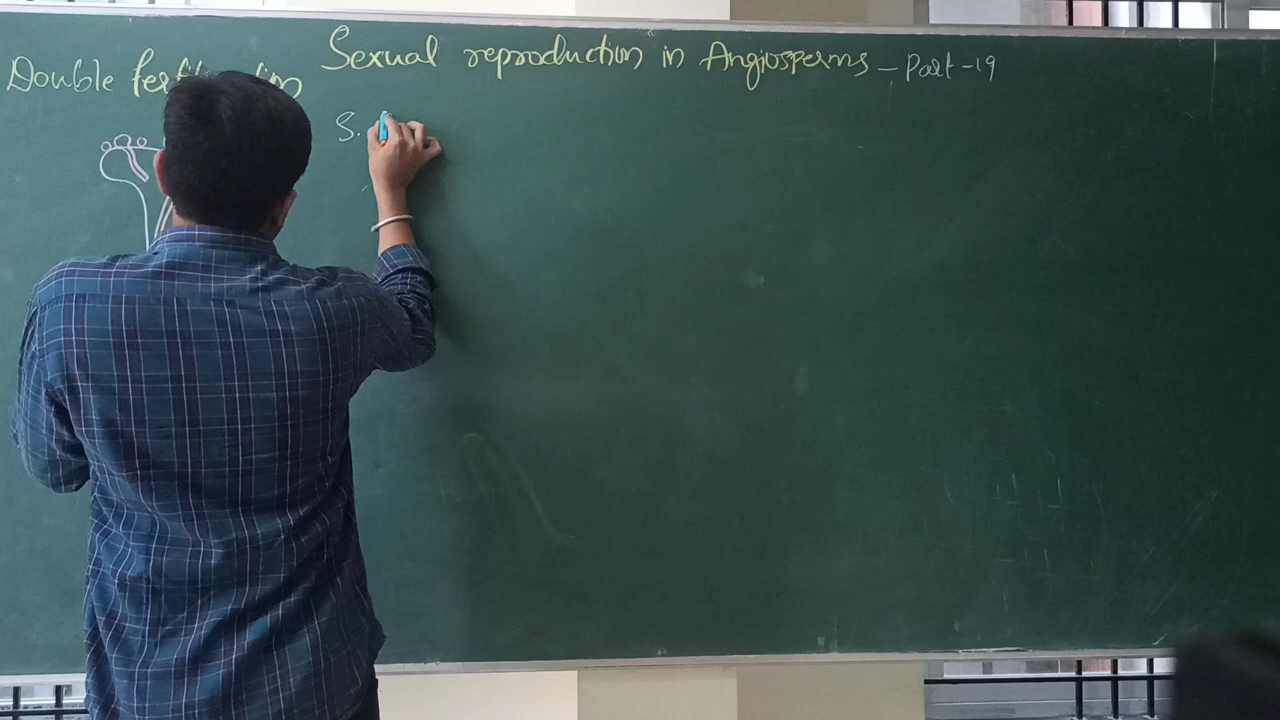 Sexual reproduction in Angiosperms - Part - 19
Double
S.